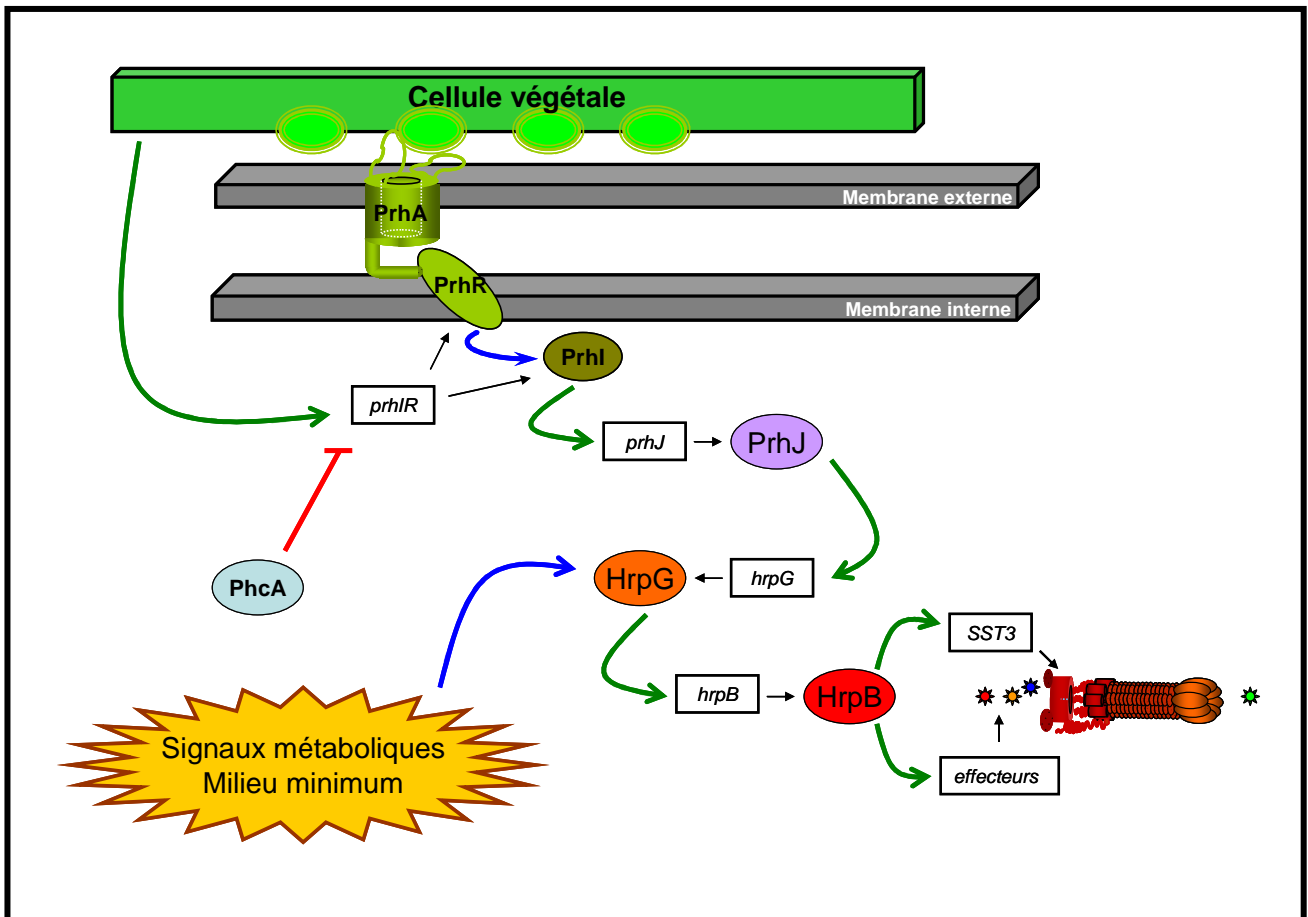 Cellule végétale
Membrane externe
PrhA
PrhR
Membrane interne
PrhI
prhIR
prhJ
PrhJ
PhcA
HrpG
hrpG
SST3
hrpB
HrpB
Signaux métaboliques
Milieu minimum
effecteurs